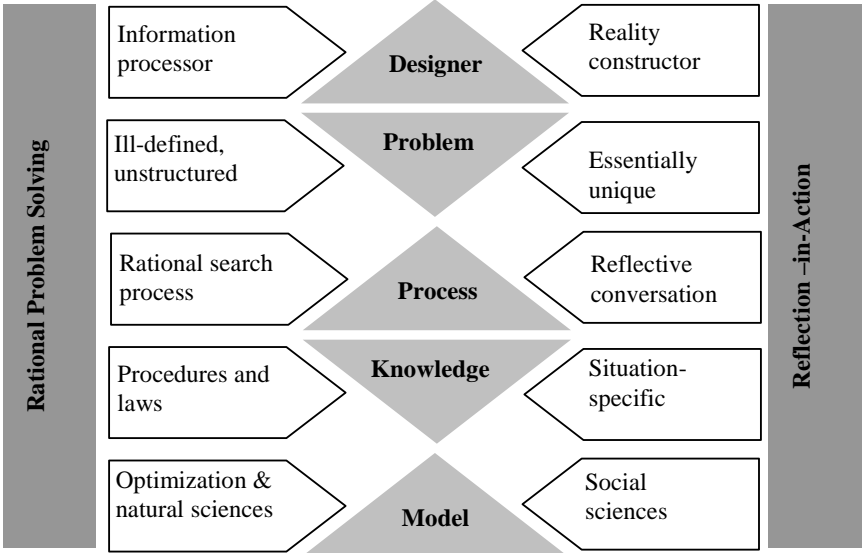 Rational Problem Solving
Information
processor
Designer
Reality
constructor
Ill-defined,
unstructured
Problem
Essentially
unique
Rational search
process
Process
Reflective
conversation
Procedures and
laws
Knowledge
Situation-
specific
Optimization &
natural sciences
Model
Social
sciences
Reflection –in-Action